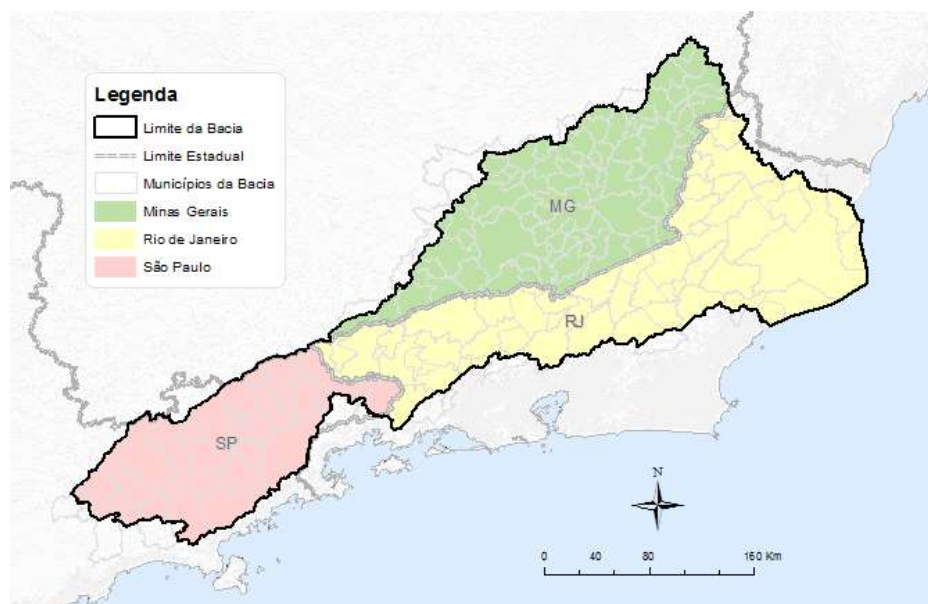 Legenda
Limite da Bacia
Limite Estadual
Municípios da Bacia
Minas Gerais
Rio de Janeiro
São Paulo
MG
RJ
SP
N
0 40 80 160 Km